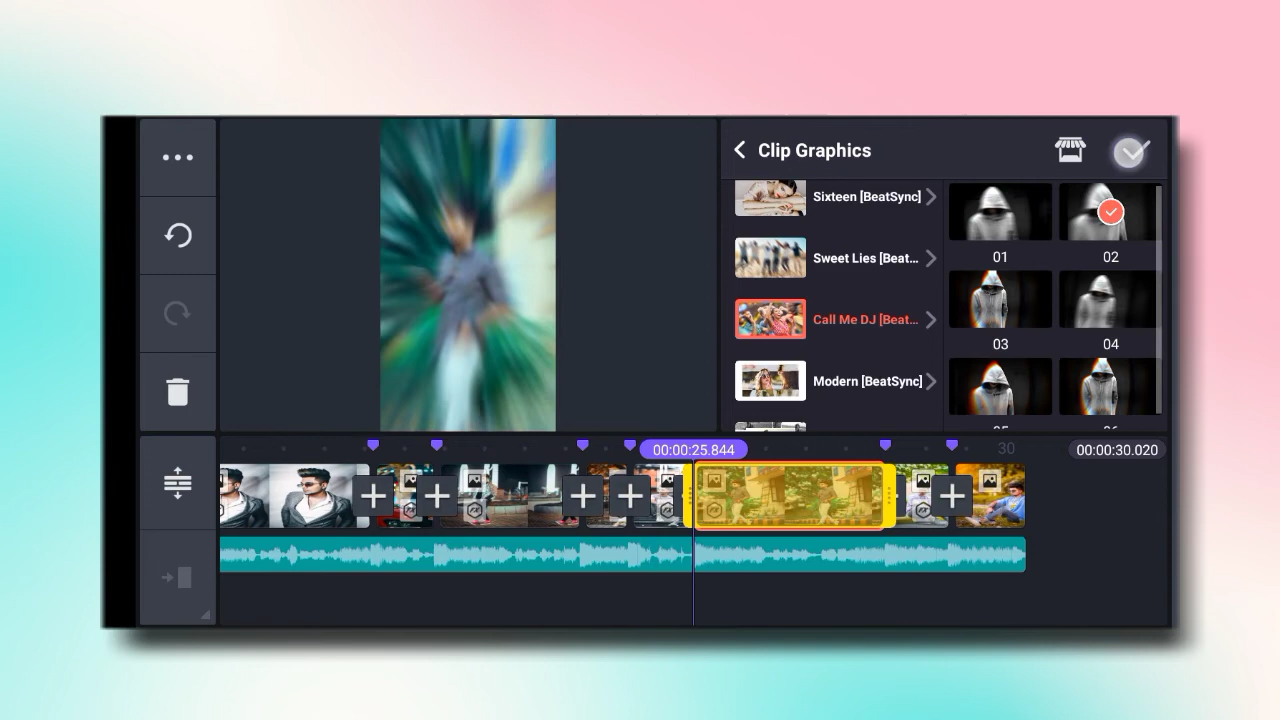 Clip Graphics
Sixteen [BeatSync]
Sweet Lies [Beat...
Call Me DJ [Beat...
Modern [BeatSync]
01
02
03
04
00:00:25.844
30
00:00:30.020